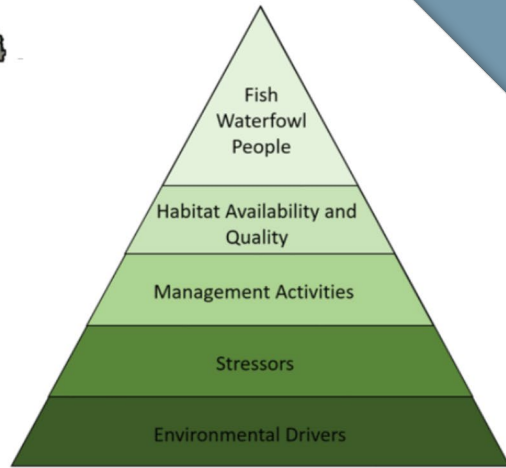 Fish
Waterfowl
People
Habitat Availability and
Quality
Management Activities
Stressors
Environmental Drivers